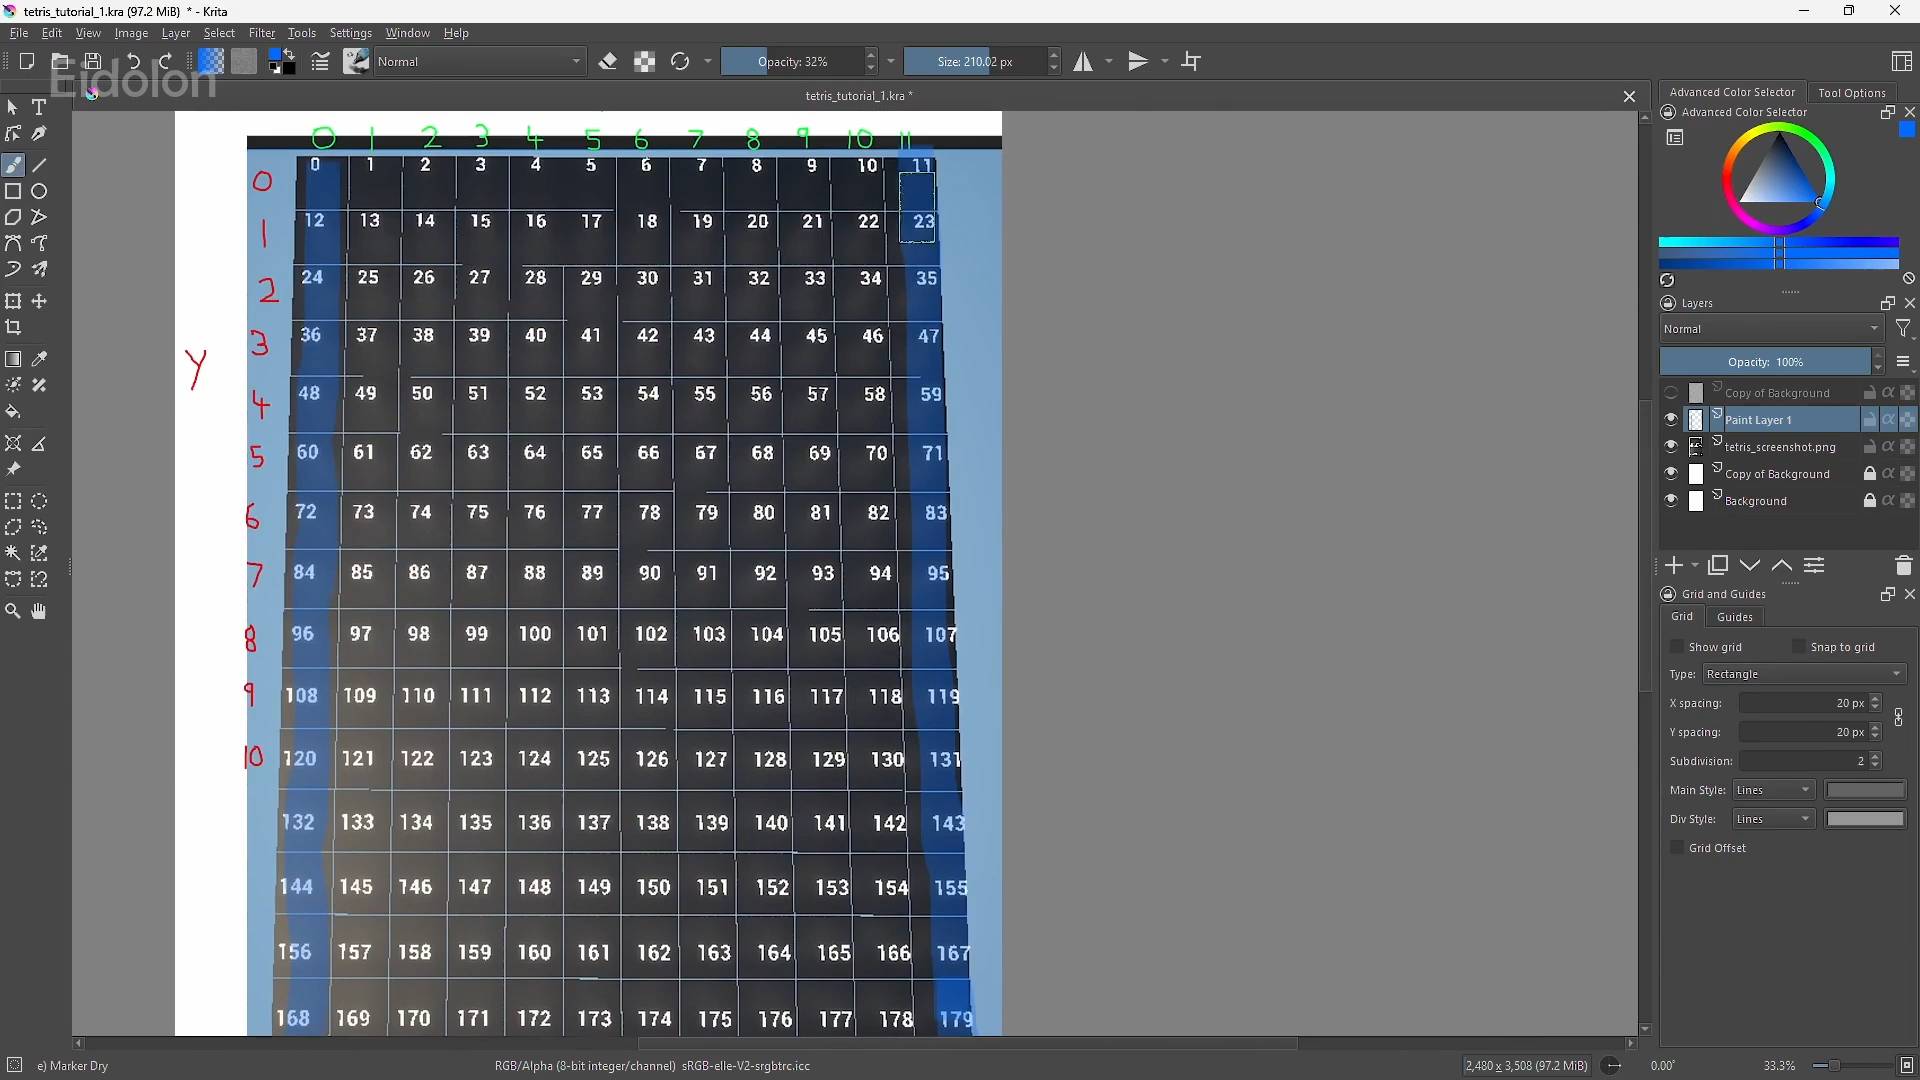 tetris_tutorial_1.kra (97.2 MiB) * - Krita
File Edit View Image Layer Select Filter Tools Settings Window Help
Normal Opacity: 32% Size: 210.02 px
Eidolon
tetris_tutorial_1.kra *
Advanced Color Selector Tool Options
Advanced Color Selector
0 1 2 3 4 5 6 7 8 9 10 11
0 0 1 2 3 4 5 6 7 8 9 10 11
1 12 13 14 15 16 17 18 19 20 21 22 23
2 24 25 26 27 28 29 30 31 32 33 34 35
3 36 37 38 39 40 41 42 43 44 45 46 47
y
4 48 49 50 51 52 53 54 55 56 57 58 59
5 60 61 62 63 64 65 66 67 68 69 70 71
6 72 73 74 75 76 77 78 79 80 81 82 83
7 84 85 86 87 88 89 90 91 92 93 94 95
8 96 97 98 99 100 101 102 103 104 105 106 107
9 108 109 110 111 112 113 114 115 116 117 118 119
10 120 121 122 123 124 125 126 127 128 129 130 131
132 133 134 135 136 137 138 139 140 141 142 143
144 145 146 147 148 149 150 151 152 153 154 155
156 157 158 159 160 161 162 163 164 165 166 167
168 169 170 171 172 173 174 175 176 177 178 179
Layers
Normal
Opacity: 100%
Copy of Background
Paint Layer 1
tetris_screenshot.png
Copy of Background
Background
Grid and Guides
Grid Guides
Show grid Snap to grid
Type: Rectangle
X spacing: 20 px
Y spacing: 20 px
Subdivision: 2
Main Style: Lines
Div Style: Lines
Grid Offset
e) Marker Dry RGB/Alpha (8-bit integer/channel) sRGB-elle-V2-srgbtrc.icc 2,480 x 3,508 (97.2 MiB) 0.00° 33.3%